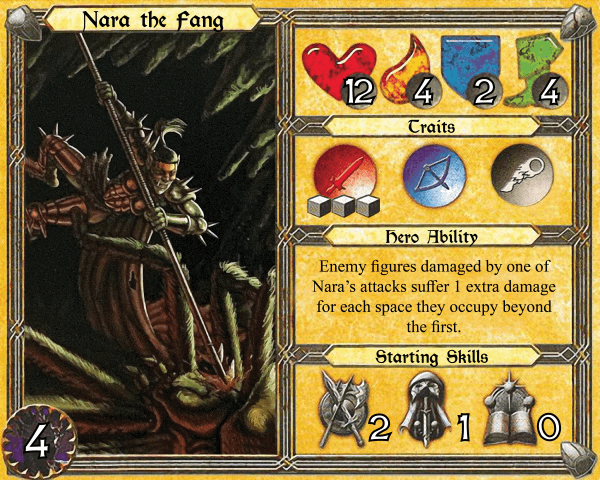 Nara the Fang
12 4 2 4
Traits
Hero Ability
Enemy figures damaged by one of
Nara's attacks suffer 1 extra damage
for each space they occupy beyond
the first.
Starting Skills
2 1 0
4